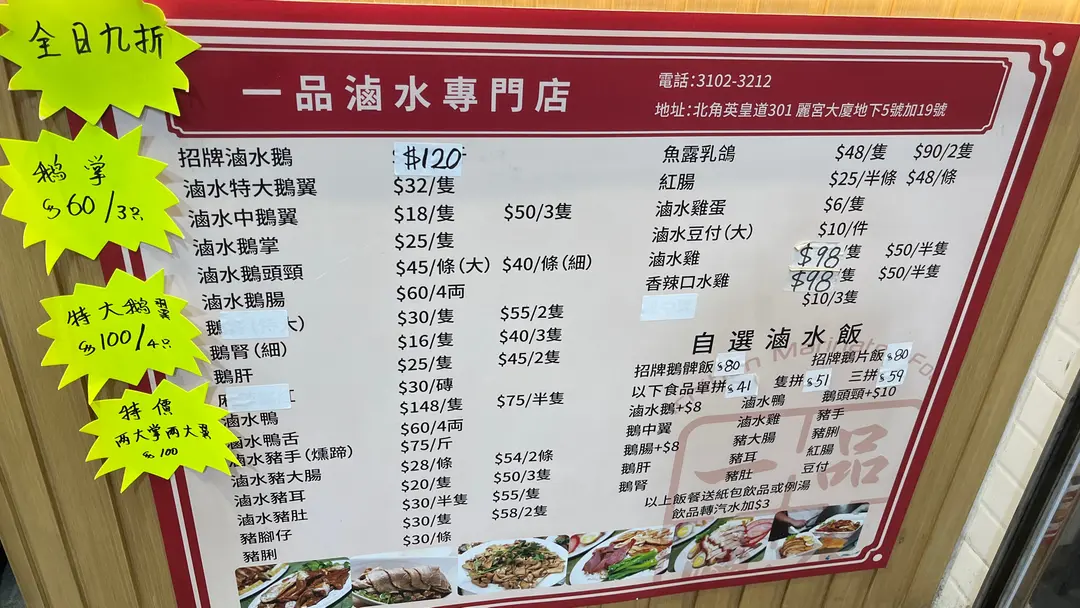 全日九折
鵝掌
$60/3只
特大鵝翼
$100/4只
特價
兩大掌兩大翼
$100
一品滷水專門店
電話:3102-3212
地址:北角英皇道301 麗宮大廈地下5號加19號
招牌滷水鵝 $120
滷水特大鵝翼 $32/隻
滷水中鵝翼 $18/隻 $50/3隻
滷水鵝掌 $25/隻
滷水鵝頭頸 $45/條(大) $40/條(細)
滷水鵝腸 $60/4両
鵝 大) $30/隻 $55/2隻
鵝腎(細) $16/隻 $40/3隻
鵝肝 $25/隻 $45/2隻
$30/磚
滷水鴨 $148/隻 $75/半隻
滷水鴨舌 $60/4両
滷水豬手(燻蹄) $75/斤
滷水豬大腸 $28/條 $54/2條
滷水豬耳 $20/隻 $50/3隻
滷水豬肚 $30/半隻 $55/隻
豬腳仔 $30/隻 $58/2隻
豬脷 $30/條
魚露乳鴿 $48/隻 $90/2隻
紅腸 $25/半條 $48/條
滷水雞蛋 $6/隻
滷水豆付(大) $10/件
滷水雞 $98/隻 $50/半隻
香辣口水雞 $98/隻 $50/半隻
$10/3隻
自選滷水飯
招牌鵝髀飯 $80 招牌鵝片飯 $80
以下食品單拼 $41 隻拼 $51 三拼 $59
滷水鵝+$8 滷水鴨 鵝頭頸+$10
鵝中翼 滷水雞 豬手
鵝腸+$8 豬大腸 豬脷
鵝肝 豬耳 紅腸
鵝腎 豬肚 豆付
以上飯餐送紙包飲品或例湯
飲品轉汽水加$3
一品